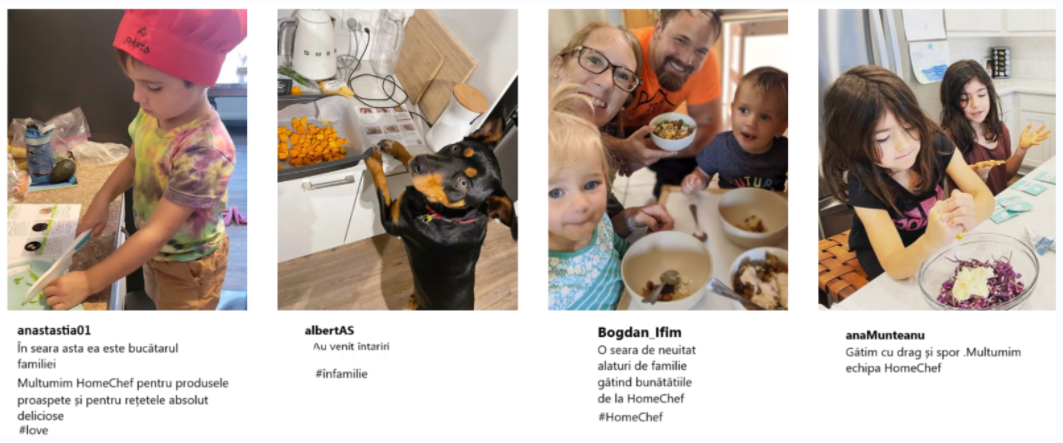 anastastia01
În seara asta ea este bucătarul
familiei
Multumim HomeChef pentru produsele
proaspete și pentru rețetele absolut
deliciose
#love
albertAS
Au venit intariri
#înfamilie
Bogdan_Ifim
O seara de neuitat
alaturi de familie
gătind bunătățiile
de la HomeChef
#HomeChef
anaMunteanu
Gătim cu drag și spor .Multumim
echipa HomeChef